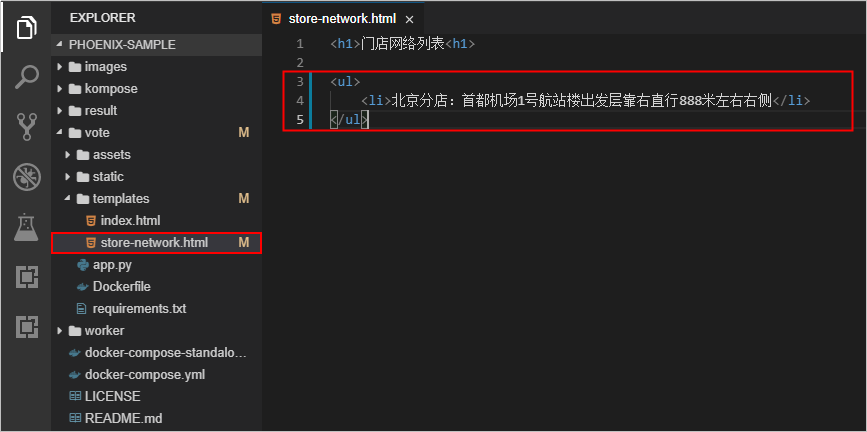 EXPLORER
PHOENIX-SAMPLE
images
kompose
result
vote M
assets
static
templates M
index.html
store-network.html M
app.py
Dockerfile
requirements.txt
worker
docker-compose-standalo...
docker-compose.yml
LICENSE
README.md
store-network.html ×
1 <h1>门店网络列表<h1>
2
3 <ul>
4 <li>北京分店：首都机场1号航站楼出发层靠右直行888米左右右侧</li>
5 </ul>